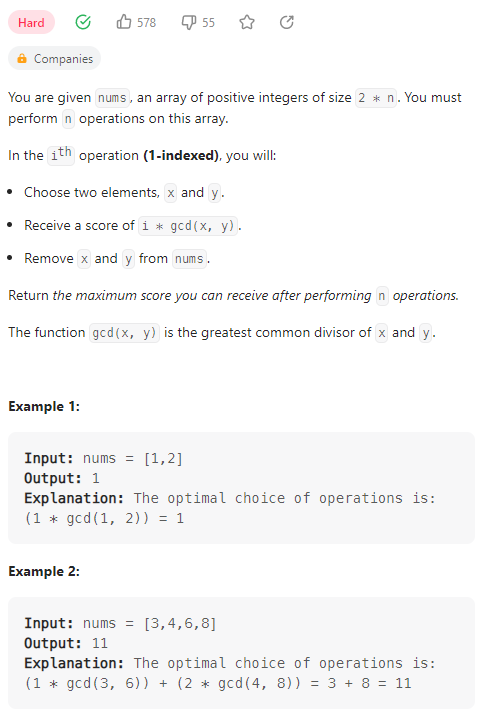 Hard 578 55
Companies
You are given nums, an array of positive integers of size 2 * n. You must
perform n operations on this array.
In the ith operation (1-indexed), you will:
• Choose two elements, x and y.
• Receive a score of i * gcd(x, y).
• Remove x and y from nums.
Return the maximum score you can receive after performing n operations.
The function gcd(x, y) is the greatest common divisor of x and y.
Example 1:
Input: nums = [1,2]
Output: 1
Explanation: The optimal choice of operations is:
(1 * gcd(1, 2)) = 1
Example 2:
Input: nums = [3,4,6,8]
Output: 11
Explanation: The optimal choice of operations is:
(1 * gcd(3, 6)) + (2 * gcd(4, 8)) = 3 + 8 = 11